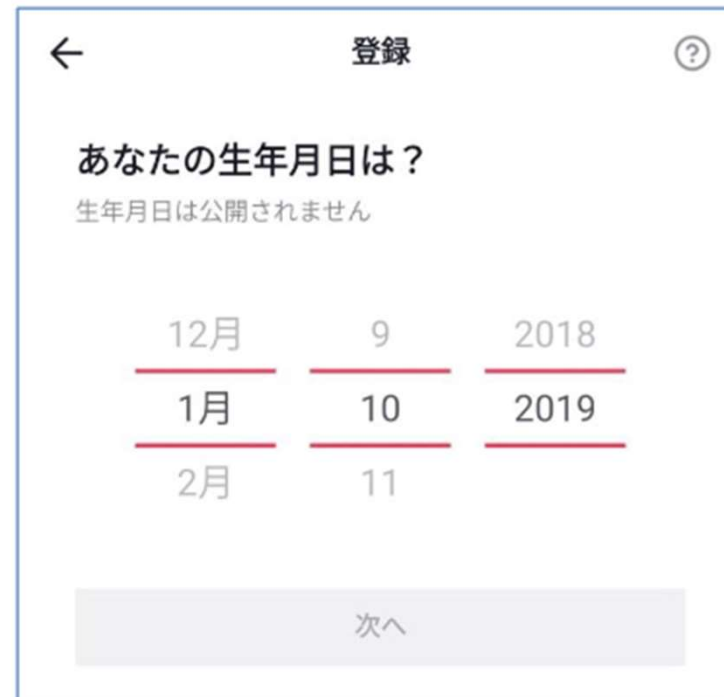 登録
あなたの生年月日は？
生年月日は公開されません
12月 9 2018
1月 10 2019
2月 11
次へ